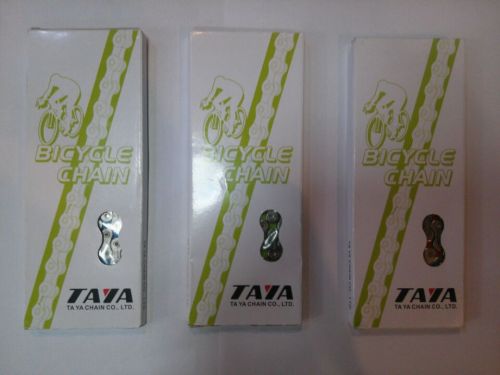 BICYCLE
CHAIN
TAYA
TA YA CHAIN CO., LTD.
BICYCLE
CHAIN
TAYA
TA YA CHAIN CO., LTD.
BICYCLE
CHAIN
TAYA
TA YA CHAIN CO., LTD.